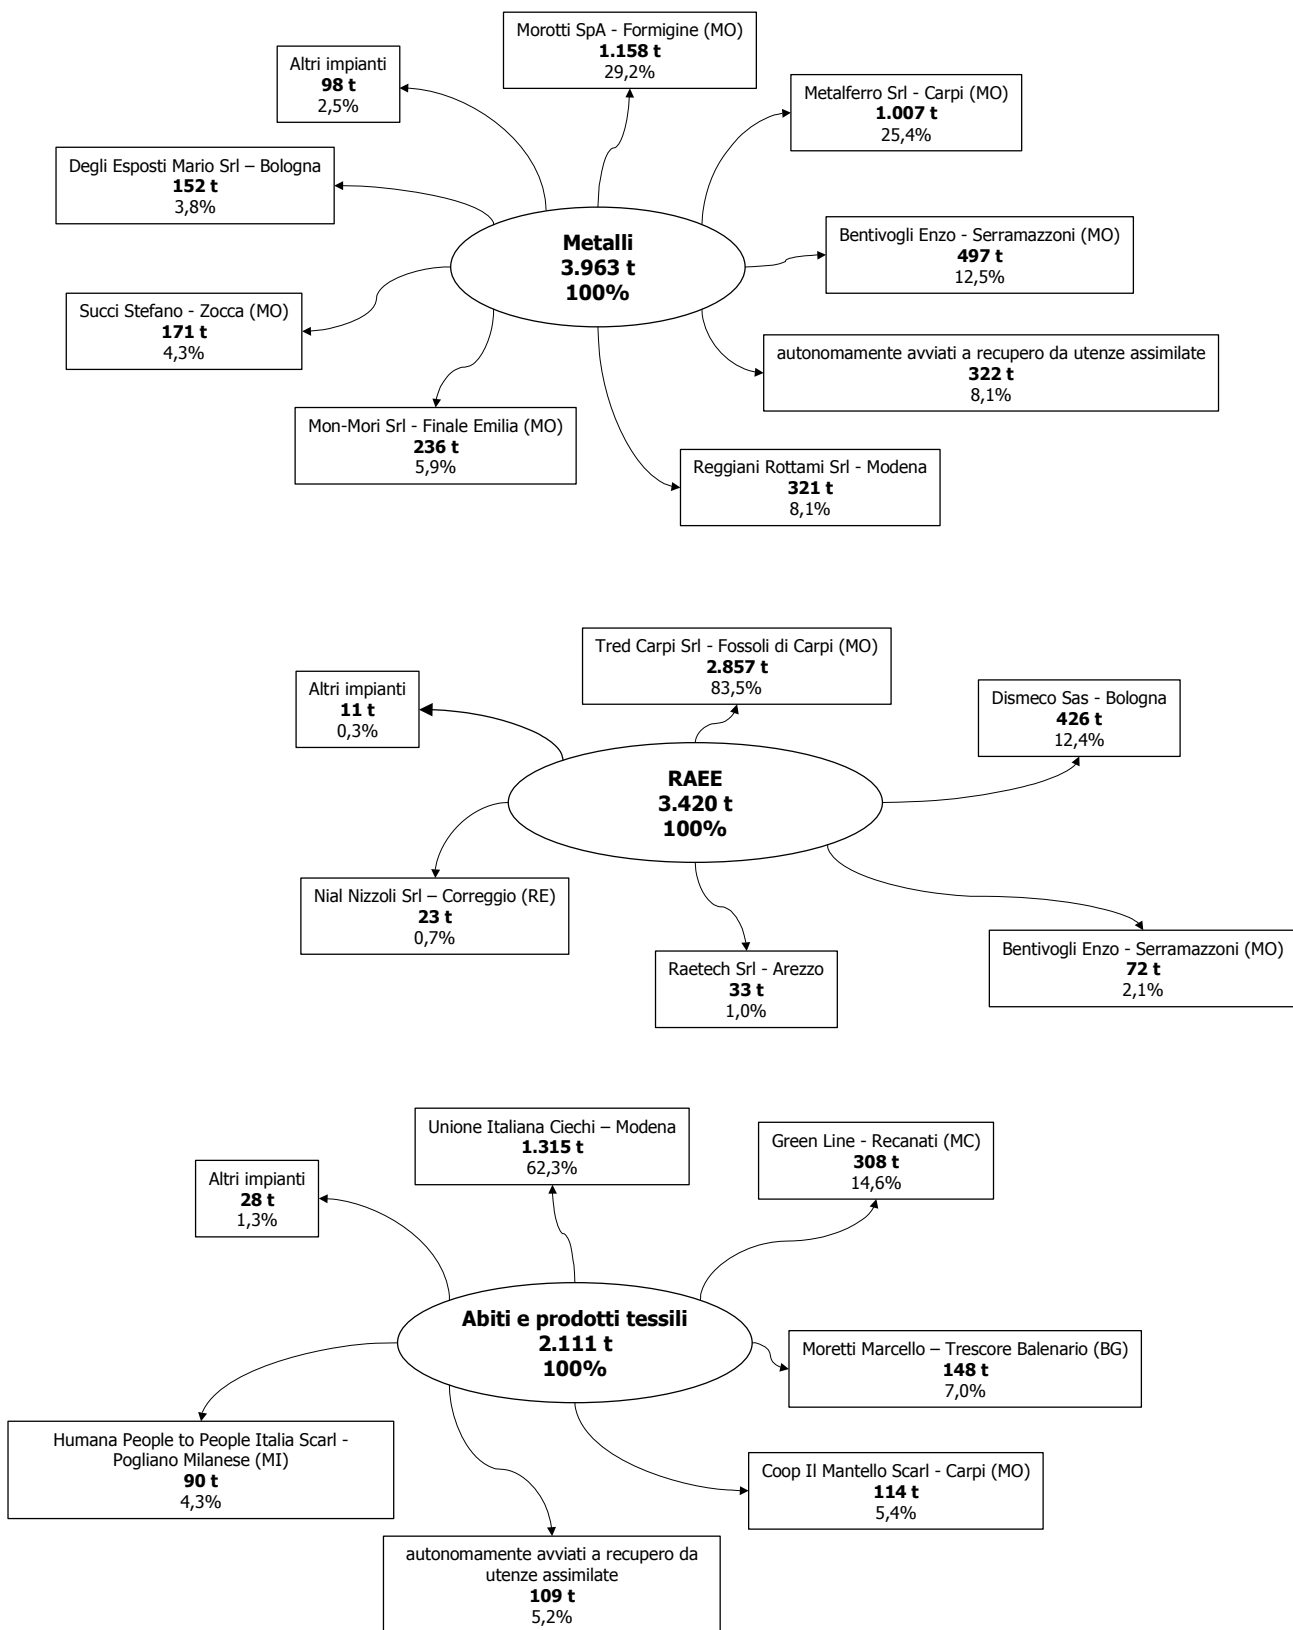 Morotti SpA - Formigine (MO)
1.158 t
29,2%
Altri impianti
98 t
2,5%
Metalferro Srl - Carpi (MO)
1.007 t
25,4%
Degli Esposti Mario Srl – Bologna
152 t
3,8%
Metalli
3.963 t
100%
Bentivogli Enzo - Serramazzoni (MO)
497 t
12,5%
Succi Stefano - Zocca (MO)
171 t
4,3%
autonomamente avviati a recupero da utenze assimilate
322 t
8,1%
Mon-Mori Srl - Finale Emilia (MO)
236 t
5,9%
Reggiani Rottami Srl - Modena
321 t
8,1%
Tred Carpi Srl - Fossoli di Carpi (MO)
2.857 t
83,5%
Altri impianti
11 t
0,3%
Dismeco Sas - Bologna
426 t
12,4%
RAEE
3.420 t
100%
Nial Nizzoli Srl – Correggio (RE)
23 t
0,7%
Raetech Srl - Arezzo
33 t
1,0%
Bentivogli Enzo - Serramazzoni (MO)
72 t
2,1%
Unione Italiana Ciechi – Modena
1.315 t
62,3%
Green Line - Recanati (MC)
308 t
14,6%
Altri impianti
28 t
1,3%
Abiti e prodotti tessili
2.111 t
100%
Moretti Marcello – Trescore Balenario (BG)
148 t
7,0%
Humana People to People Italia Scarl -
Pogliano Milanese (MI)
90 t
4,3%
Coop Il Mantello Scarl - Carpi (MO)
114 t
5,4%
autonomamente avviati a recupero da
utenze assimilate
109 t
5,2%